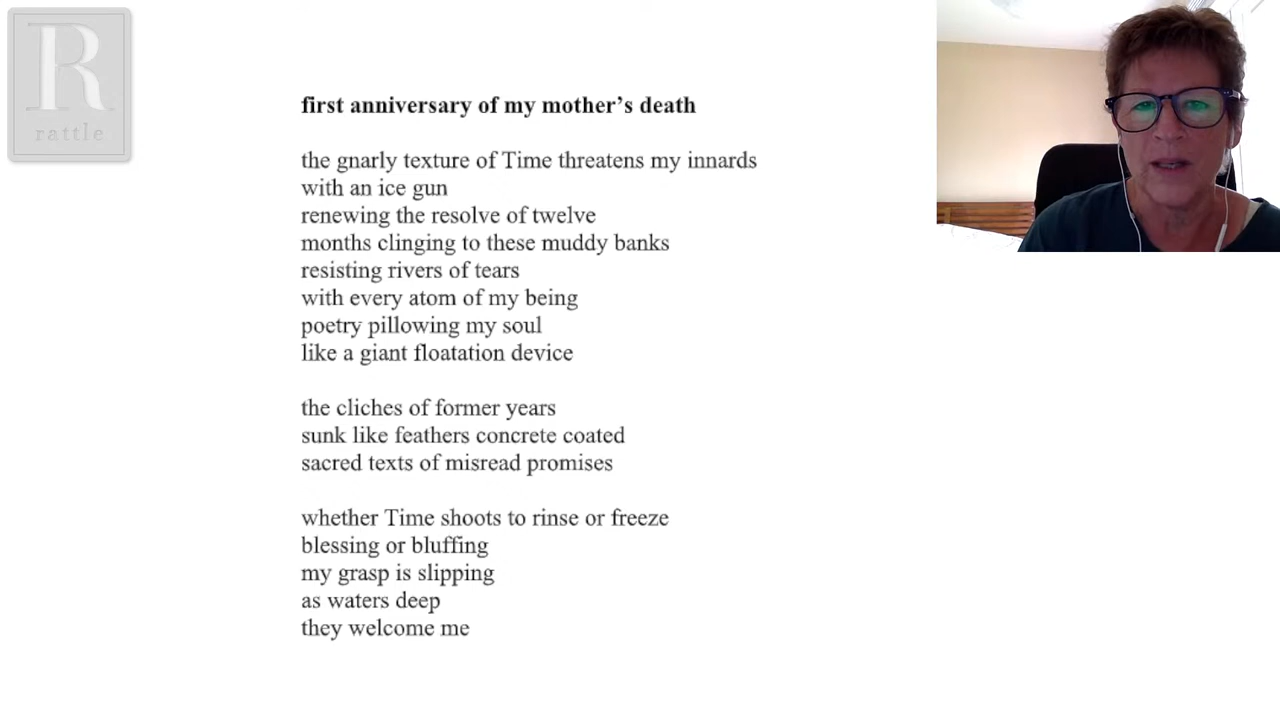 R
rattle
first anniversary of my mother’s death
the gnarly texture of Time threatens my innards
with an ice gun
renewing the resolve of twelve
months clinging to these muddy banks
resisting rivers of tears
with every atom of my being
poetry pillowing my soul
like a giant floatation device
the cliches of former years
sunk like feathers concrete coated
sacred texts of misread promises
whether Time shoots to rinse or freeze
blessing or bluffing
my grasp is slipping
as waters deep
they welcome me